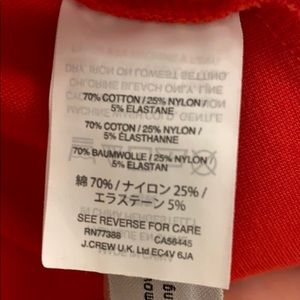 70% COTTON / 25% NYLON /
5% ELASTANE
70% COTON / 25% NYLON /
5% ELASTHANNE
70% BAUMWOLLE / 25% NYLON /
5% ELASTAN
綿 70% / ナイロン 25% /
エラステーン 5%
SEE REVERSE FOR CARE
RN77388 CA56445
J.CREW U.K. Ltd EC4V 6JA